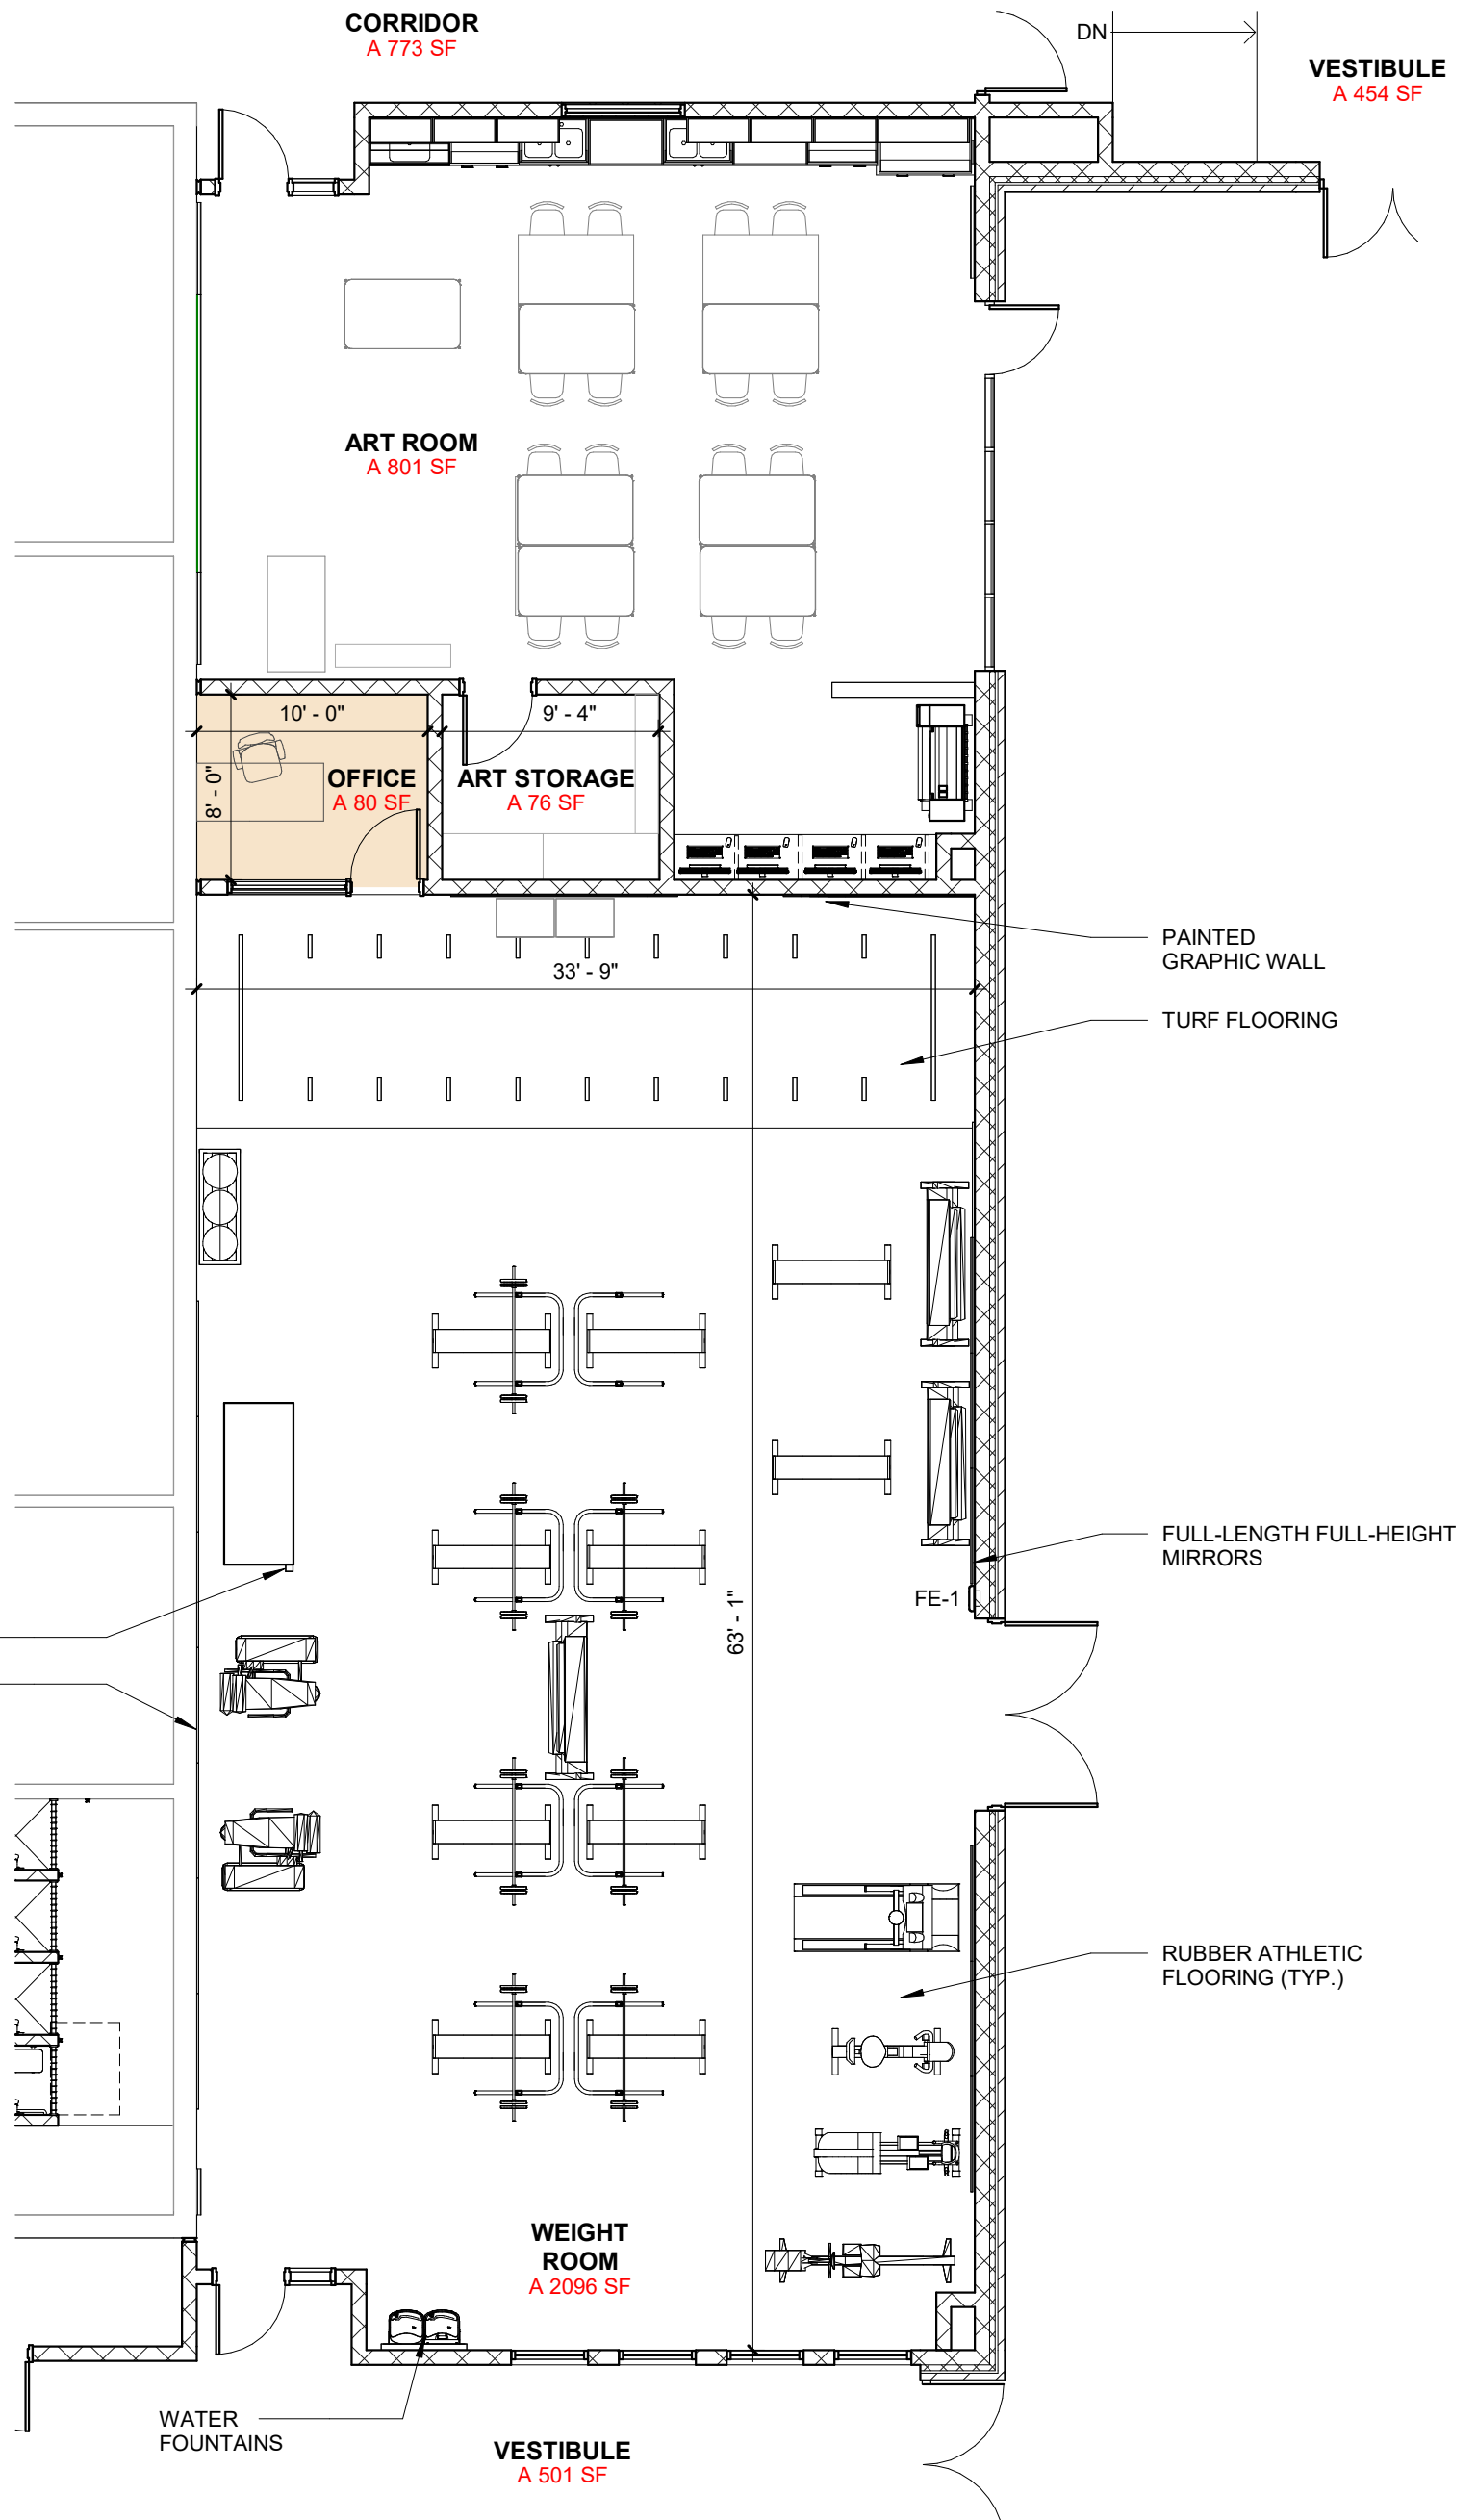 CORRIDOR
A 773 SF
DN
VESTIBULE
A 454 SF
ART ROOM
A 801 SF
10' - 0"
9' - 4"
8' - 0"
OFFICE
A 80 SF
ART STORAGE
A 76 SF
PAINTED
GRAPHIC WALL
33' - 9"
TURF FLOORING
FULL-LENGTH FULL-HEIGHT
MIRRORS
FE-1
63' - 1"
RUBBER ATHLETIC
FLOORING (TYP.)
WEIGHT
ROOM
A 2096 SF
WATER
FOUNTAINS
VESTIBULE
A 501 SF